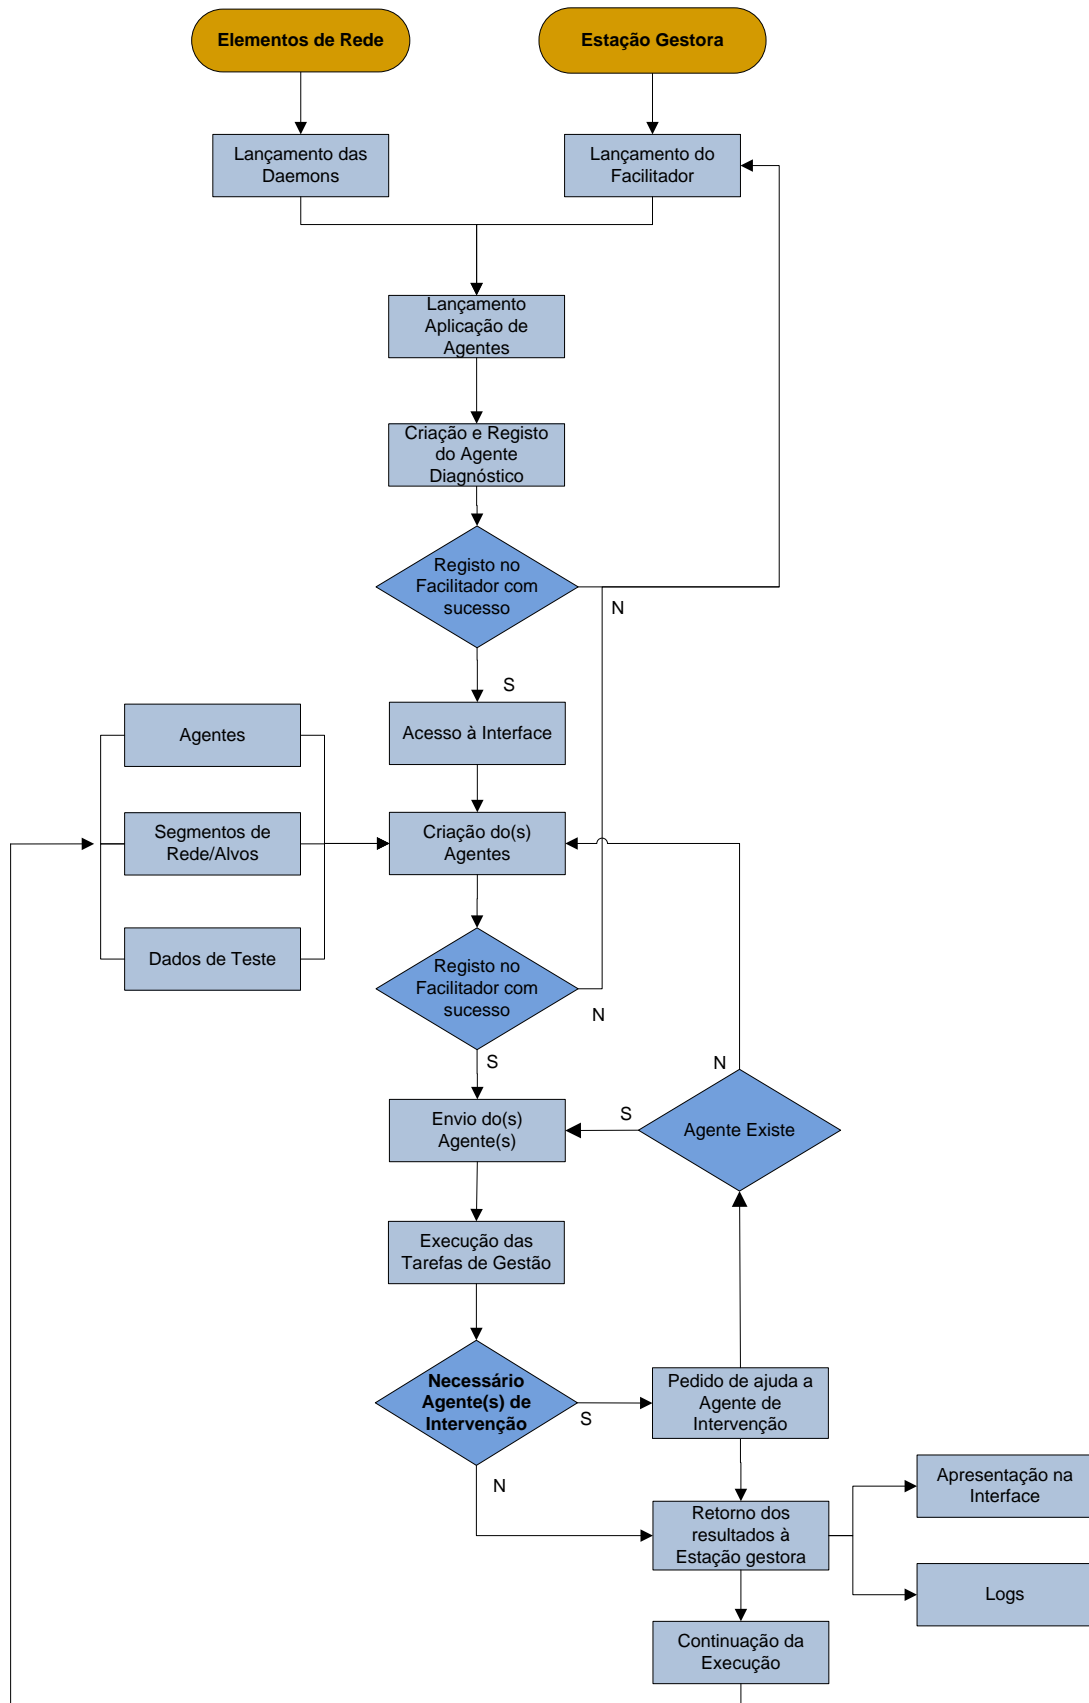 Elementos de Rede
Estação Gestora
Lançamento das
Daemons
Lançamento do
Facilitador
Lançamento
Aplicação de
Agentes
Criação e Registo
do Agente
Diagnóstico
Registo no
Facilitador com
sucesso
N
S
Agentes
Acesso à Interface
Segmentos de
Rede/Alvos
Criação do(s)
Agentes
Dados de Teste
Registo no
Facilitador com
sucesso
N
S
N
Envio do(s)
Agente(s)
S
Agente Existe
Execução das
Tarefas de Gestão
Necessário
Agente(s) de
Intervenção
S
Pedido de ajuda a
Agente de
Intervenção
N
Apresentação na
Interface
Retorno dos
resultados à
Estação gestora
Logs
Continuação da
Execução